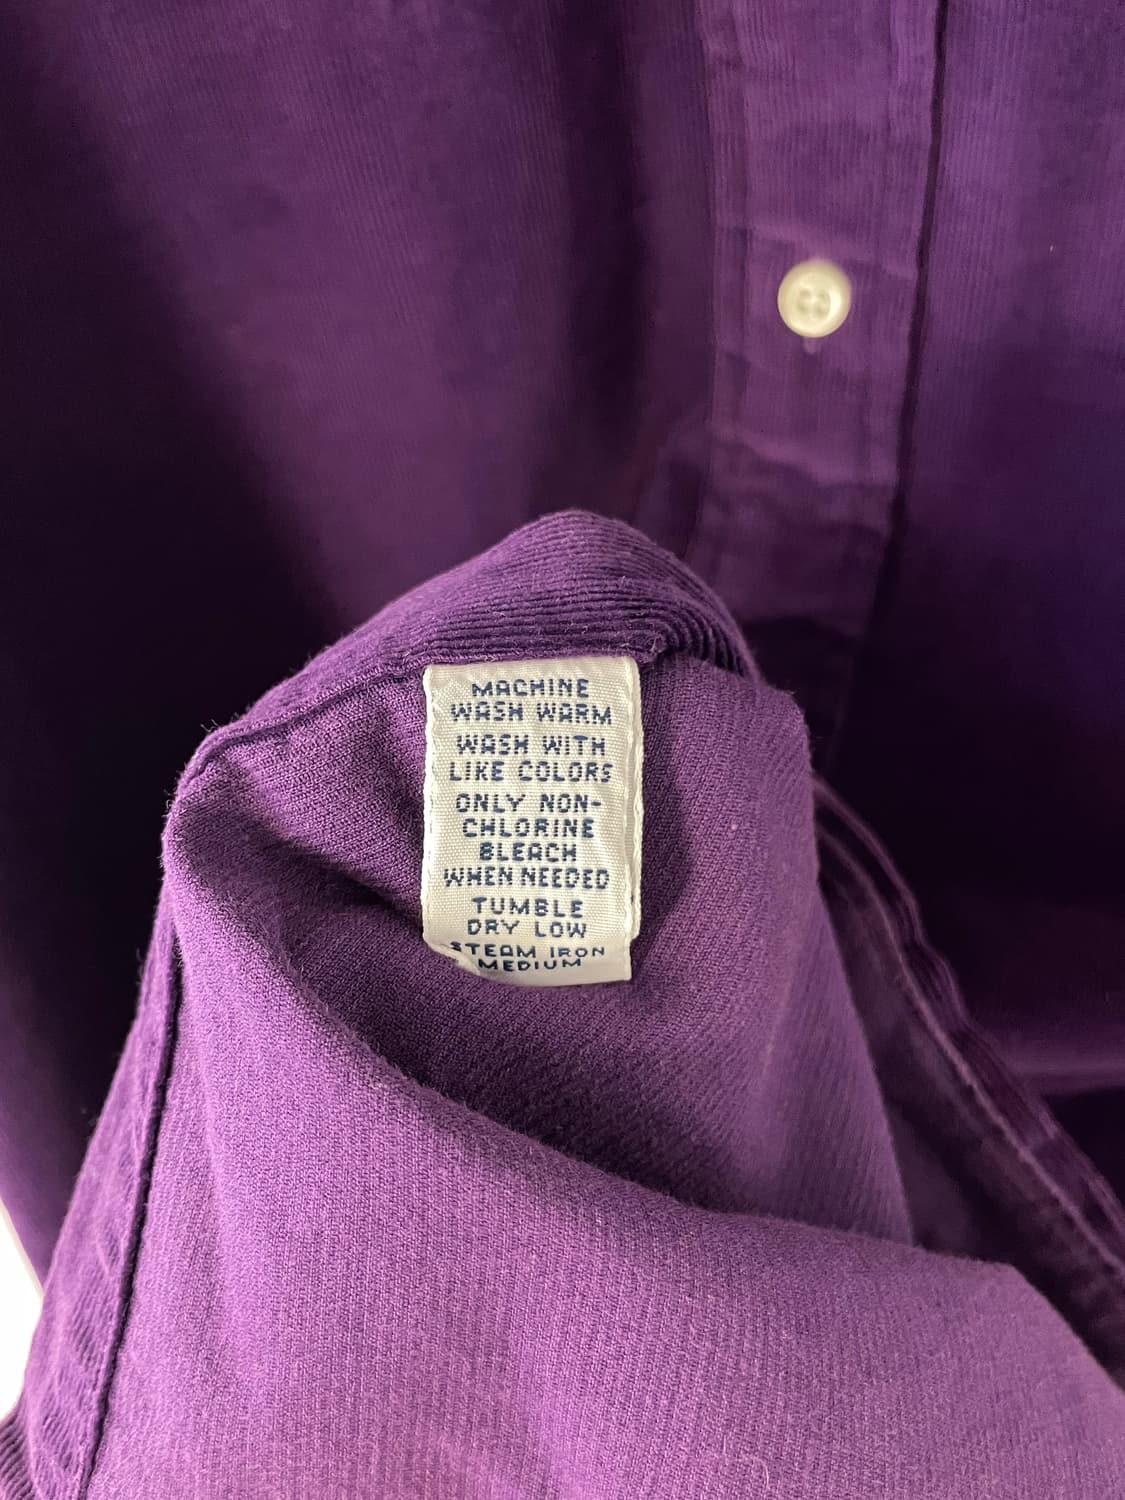 MACHINE
WASH WARM
WASH WITH
LIKE COLORS
ONLY NON-
CHLORINE
BLEACH
WHEN NEEDED
TUMBLE
DRY LOW
STEAM IRON
MEDIUM